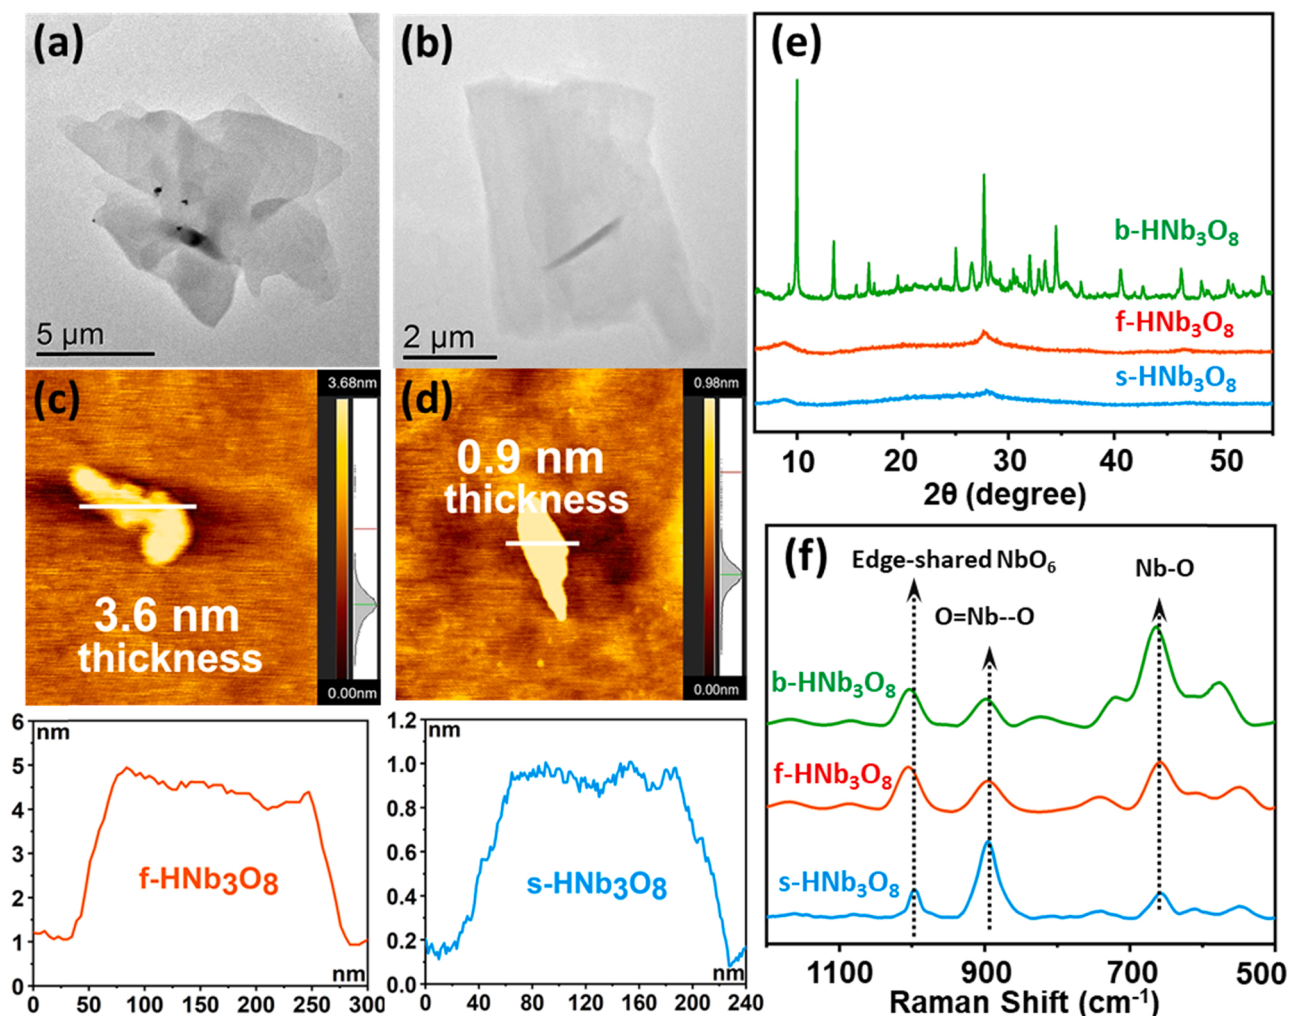 (a)
5 μm
(b)
2 μm
(c)
3.68nm
3.6 nm
thickness
0.00nm
(d)
0.98nm
0.9 nm
thickness
0.00nm
6
5
4
3
2
1
0
nm
f-HNb₃O₈
nm
0 50 100 150 200 250 300
1.2
1.0
0.8
0.6
0.4
0.2
0.0
nm
s-HNb₃O₈
nm
0 40 80 120 160 200 240
(e)
b-HNb₃O₈
f-HNb₃O₈
s-HNb₃O₈
10 20 30 40 50
2θ (degree)
(f)
Edge-shared NbO₆
O=Nb--O
Nb-O
b-HNb₃O₈
f-HNb₃O₈
s-HNb₃O₈
1100 900 700 500
Raman Shift (cm⁻¹)